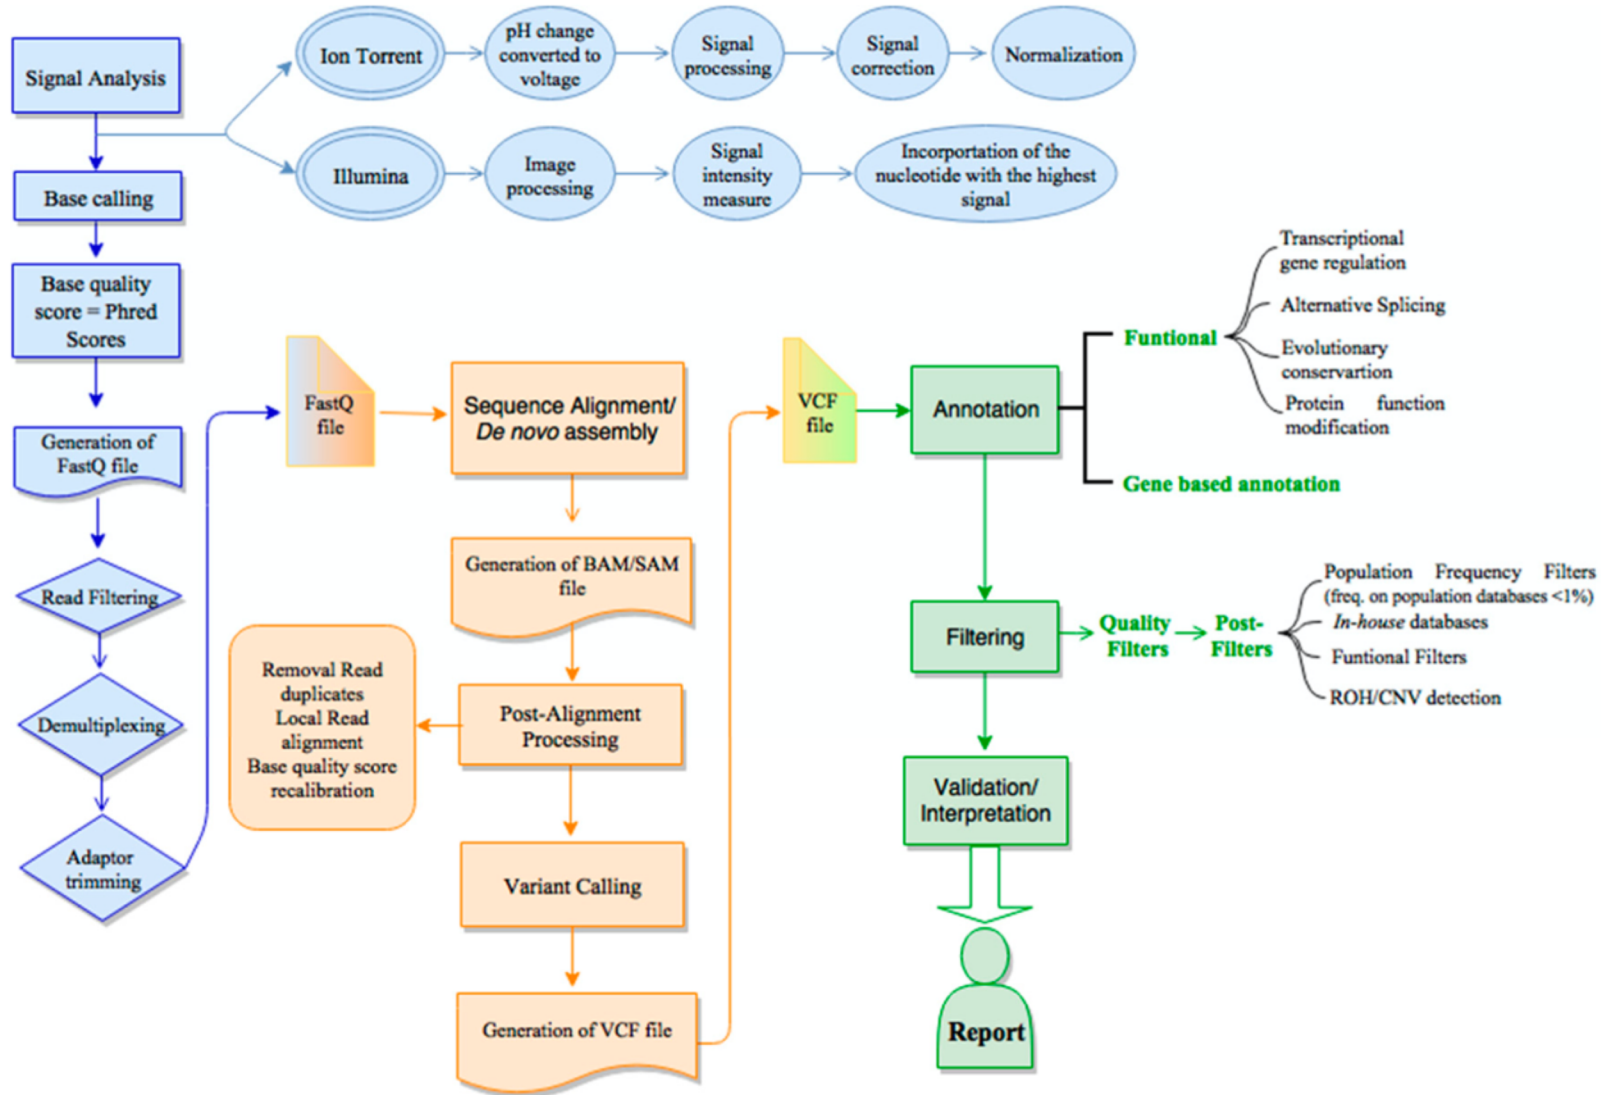 Signal Analysis
Ion Torrent
pH change
converted to
voltage
Signal
processing
Signal
correction
Normalization
Illumina
Image
processing
Signal
intensity
measure
Incorportation of the
nucleotide with the highest
signal
Base calling
Base quality
score = Phred
Scores
Generation of
FastQ file
Read Filtering
Demultiplexing
Adaptor
trimming
FastQ
file
Sequence Alignment/
De novo assembly
Generation of BAM/SAM
file
Post-Alignment
Processing
Removal Read
duplicates
Local Read
alignment
Base quality score
recalibration
Variant Calling
Generation of VCF file
VCF
file
Annotation
Funtional
Transcriptional
gene regulation
Alternative Splicing
Evolutionary
conservartion
Protein function
modification
Gene based annotation
Filtering
Quality
Filters
Post-
Filters
Population Frequency Filters
(freq. on population databases <1%)
In-house databases
Funtional Filters
ROH/CNV detection
Validation/
Interpretation
Report